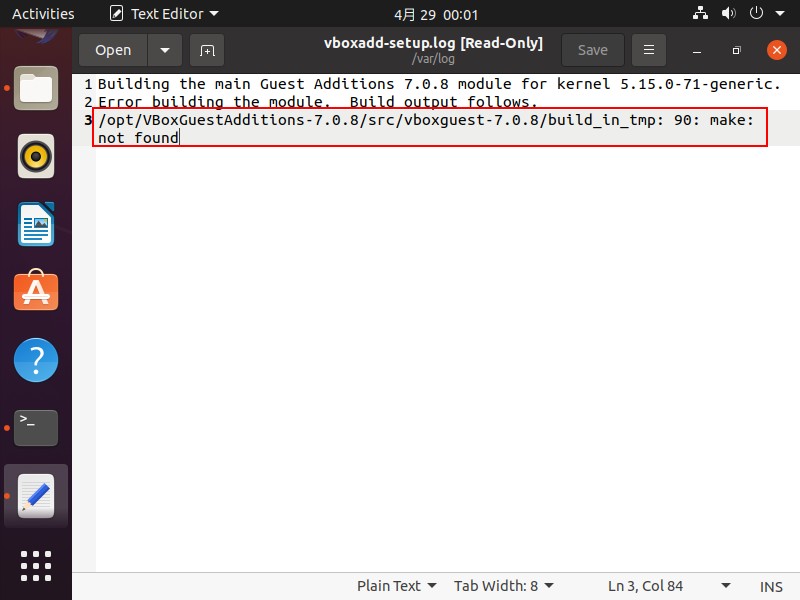 Activities
Text Editor
4月 29 00:01
Open
vboxadd-setup.log [Read-Only]
/var/log
Save
1 Building the main Guest Additions 7.0.8 module for kernel 5.15.0-71-generic.
2 Error building the module.  Build output follows.
3 /opt/VBoxGuestAdditions-7.0.8/src/vboxguest-7.0.8/build_in_tmp: 90: make:
not found
>_
?
Plain Text
Tab Width: 8
Ln 3, Col 84
INS